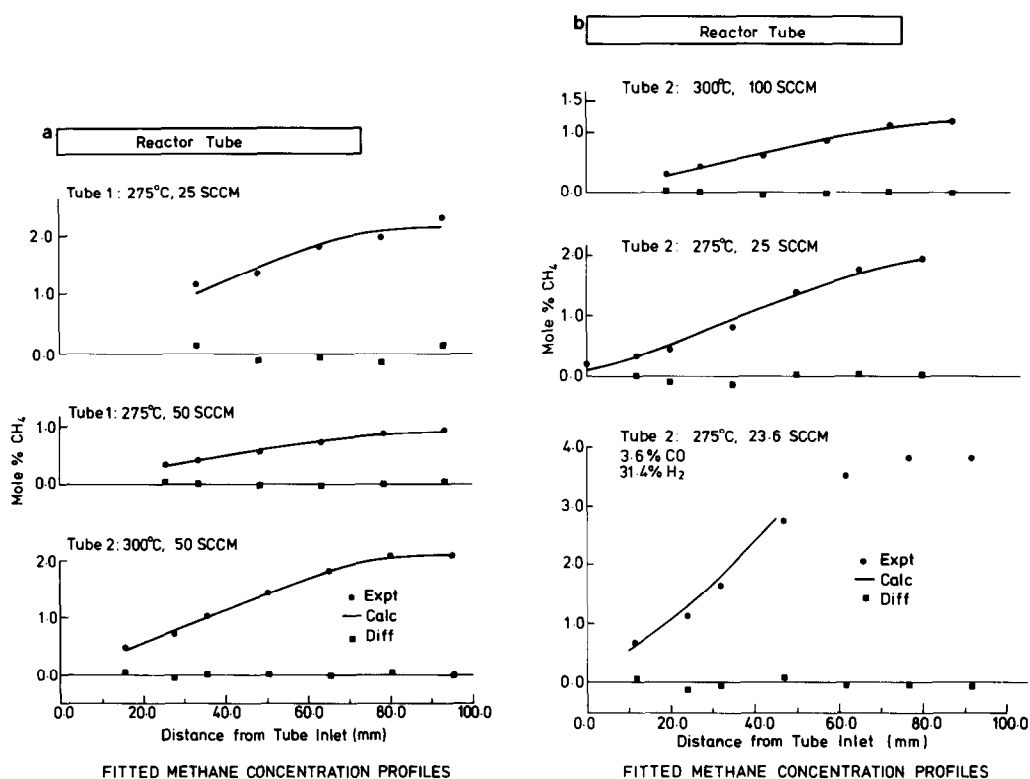 a
Reactor Tube
Tube 1: 275°C, 25 SCCM
2.0
1.0
0.0
Tube 1: 275°C, 50 SCCM
1.0
0.0
Mole % CH₄
Tube 2: 300°C, 50 SCCM
2.0
1.0
0.0
Expt
Calc
Diff
0.0 20.0 40.0 60.0 80.0 100.0
Distance from Tube Inlet (mm)
FITTED METHANE CONCENTRATION PROFILES
b
Reactor Tube
Tube 2: 300°C, 100 SCCM
1.5
1.0
0.0
Tube 2: 275°C, 25 SCCM
2.0
1.0
0.0
Mole % CH₄
Tube 2: 275°C, 23.6 SCCM
3.6% CO
31.4% H₂
4.0
3.0
2.0
1.0
0.0
Expt
Calc
Diff
0.0 20.0 40.0 60.0 80.0 100.0
Distance from Tube Inlet (mm)
FITTED METHANE CONCENTRATION PROFILES